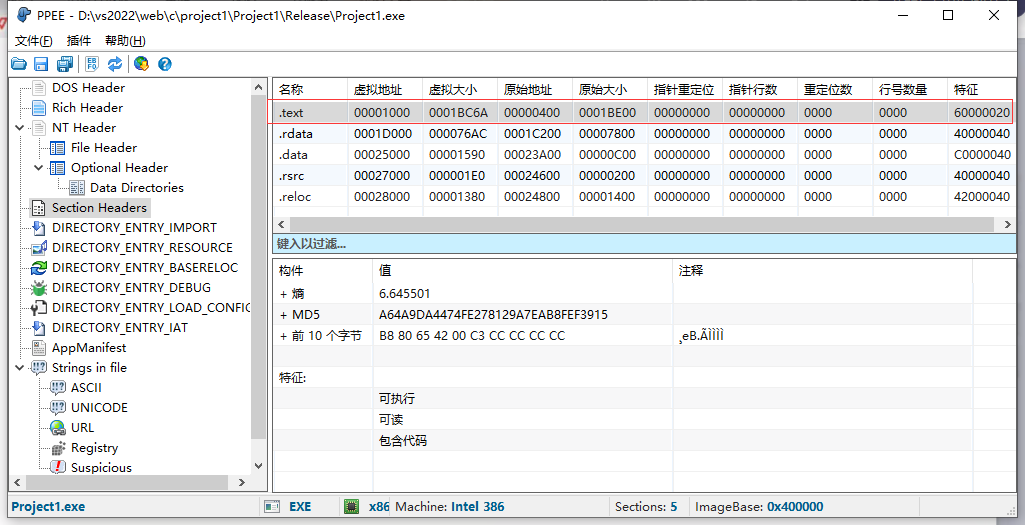 PPEE - D:\vs2022\web\c\project1\Project1\Release\Project1.exe
文件(F) 插件 帮助(H)
DOS Header
Rich Header
NT Header
File Header
Optional Header
Data Directories
Section Headers
DIRECTORY_ENTRY_IMPORT
DIRECTORY_ENTRY_RESOURCE
DIRECTORY_ENTRY_BASERELOC
DIRECTORY_ENTRY_DEBUG
DIRECTORY_ENTRY_LOAD_CONFIG
DIRECTORY_ENTRY_IAT
AppManifest
Strings in file
ASCII
UNICODE
URL
Registry
Suspicious
名称 虚拟地址 虚拟大小 原始地址 原始大小 指针重定位 指针行数 重定位数 行号数量 特征
.text 00001000 0001BC6A 00000400 0001BE00 00000000 00000000 0000 0000 60000020
.rdata 0001D000 000076AC 0001C200 00007800 00000000 00000000 0000 0000 40000040
.data 00025000 00001590 00023A00 00000C00 00000000 00000000 0000 0000 C0000040
.rsrc 00027000 000001E0 00024600 00000200 00000000 00000000 0000 0000 40000040
.reloc 00028000 00001380 00024800 00001400 00000000 00000000 0000 0000 42000040
键入以过滤...
构件 值 注释
+ 熵 6.645501
+ MD5 A64A9DA4474FE278129A7EAB8FEF3915
+ 前 10 个字节 B8 80 65 42 00 C3 CC CC CC CC ¸eB.ÃÌÌÌÌ
特征:
可执行
可读
包含代码
Project1.exe EXE x86 Machine: Intel 386 Sections: 5 ImageBase: 0x400000